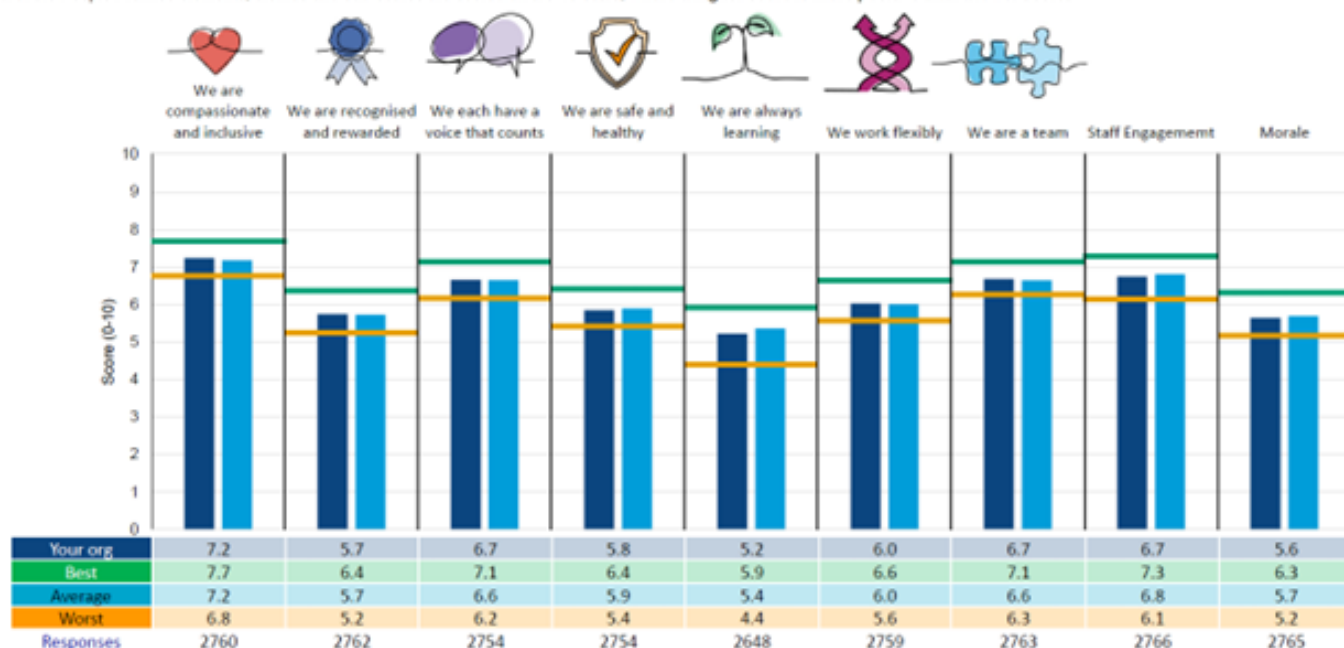 We are
compassionate
and inclusive
We are recognised
and rewarded
We each have a
voice that counts
We are safe and
healthy
We are always
learning
We work flexibly
We are a team
Staff Engagememt
Morale
10
9
8
7
6
5
4
3
2
1
0
Score (0-10)
Your org 7.2 5.7 6.7 5.8 5.2 6.0 6.7 6.7 5.6
Best 7.7 6.4 7.1 6.4 5.9 6.6 7.1 7.3 6.3
Average 7.2 5.7 6.6 5.9 5.4 6.0 6.6 6.8 5.7
Worst 6.8 5.2 6.2 5.4 4.4 5.6 6.3 6.1 5.2
Responses 2760 2762 2754 2754 2648 2759 2763 2766 2765